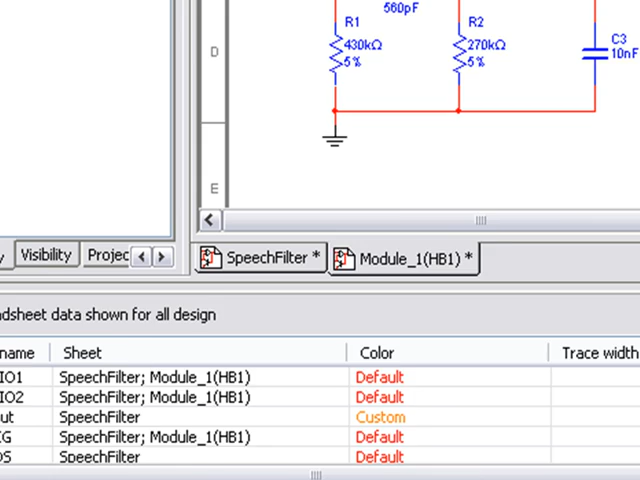 560pF
R1
430kΩ
5%
R2
270kΩ
5%
C3
10nF
D
E
Visibility
Projec
SpeechFilter *
Module_1(HB1) *
adsheet data shown for all design
name Sheet Color Trace width
IO1 SpeechFilter; Module_1(HB1) Default
IO2 SpeechFilter; Module_1(HB1) Default
ut SpeechFilter Custom
G SpeechFilter; Module_1(HB1) Default
OS SpeechFilter Default